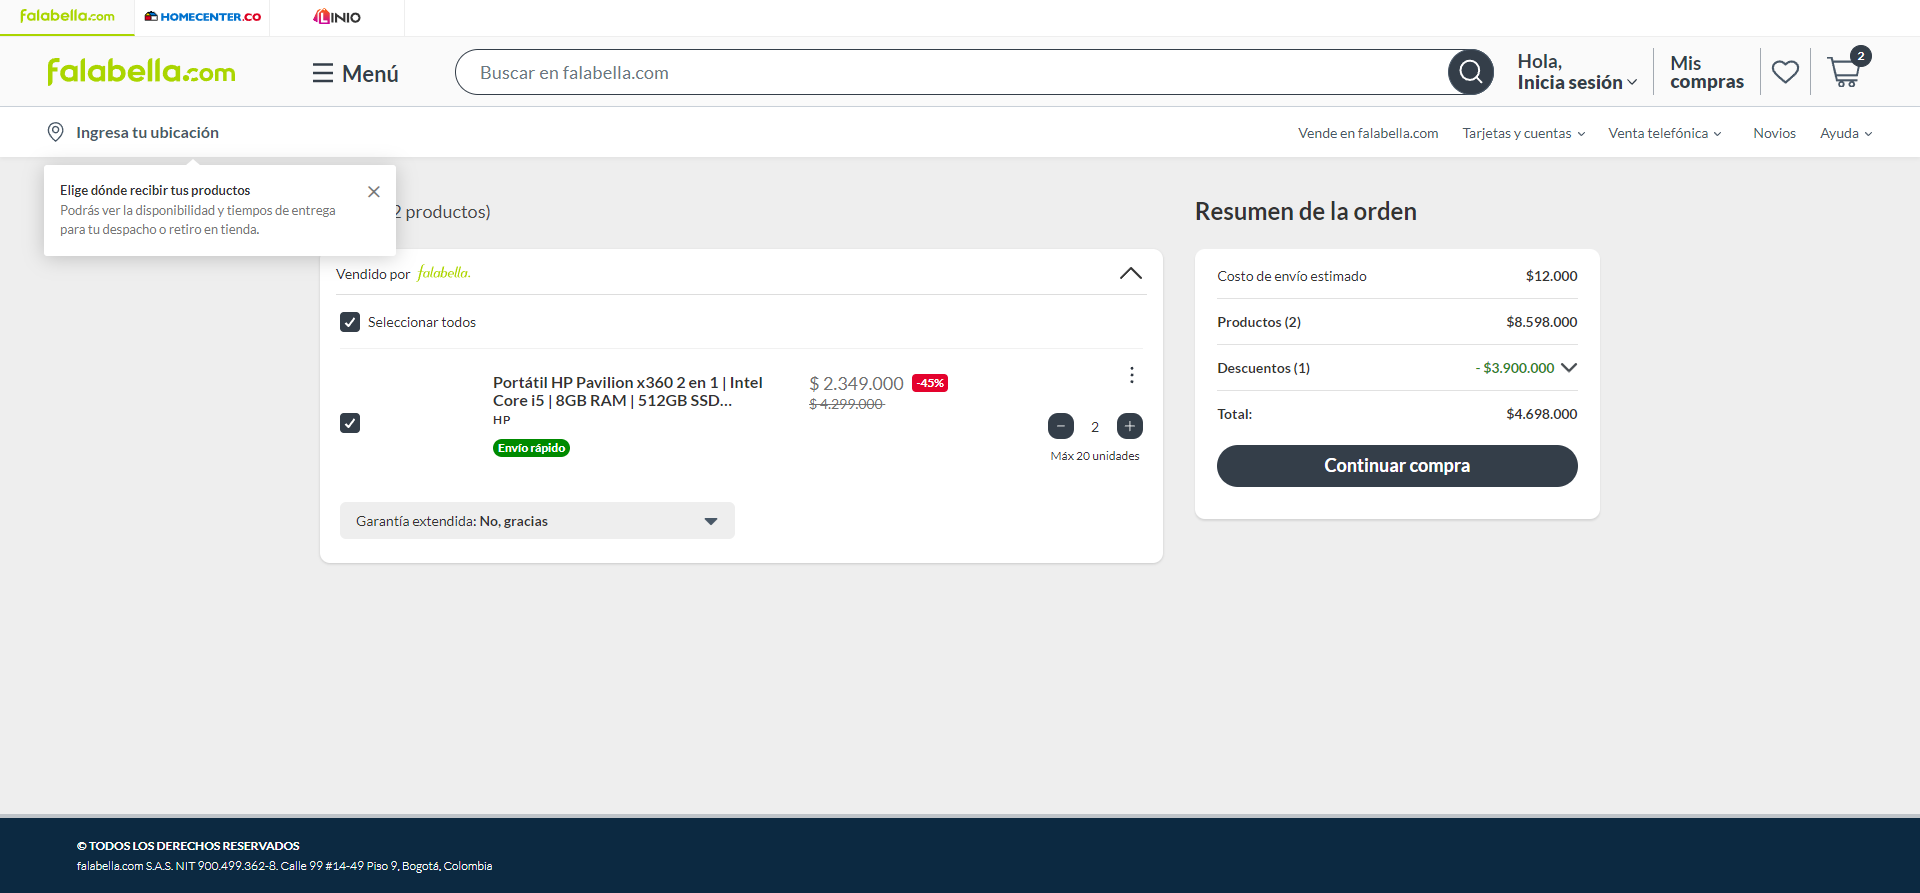 falabella.com
HOMECENTER.CO
LINIO
falabella.com
Menú
Buscar en falabella.com
Hola,
Inicia sesión
Mis
compras
2
Ingresa tu ubicación
Vende en falabella.com
Tarjetas y cuentas
Venta telefónica
Novios
Ayuda
Elige dónde recibir tus productos
Podrás ver la disponibilidad y tiempos de entrega
para tu despacho o retiro en tienda.
2 productos)
Vendido por falabella.
Seleccionar todos
Portátil HP Pavilion x360 2 en 1 | Intel
Core i5 | 8GB RAM | 512GB SSD...
HP
Envío rápido
$ 2.349.000 -45%
$ 4.299.000
2
Máx 20 unidades
Garantía extendida: No, gracias
Resumen de la orden
Costo de envío estimado $12.000
Productos (2) $8.598.000
Descuentos (1) - $3.900.000
Total: $4.698.000
Continuar compra
© TODOS LOS DERECHOS RESERVADOS
falabella.com S.A.S. NIT 900.499.362-8. Calle 99 #14-49 Piso 9, Bogotá, Colombia